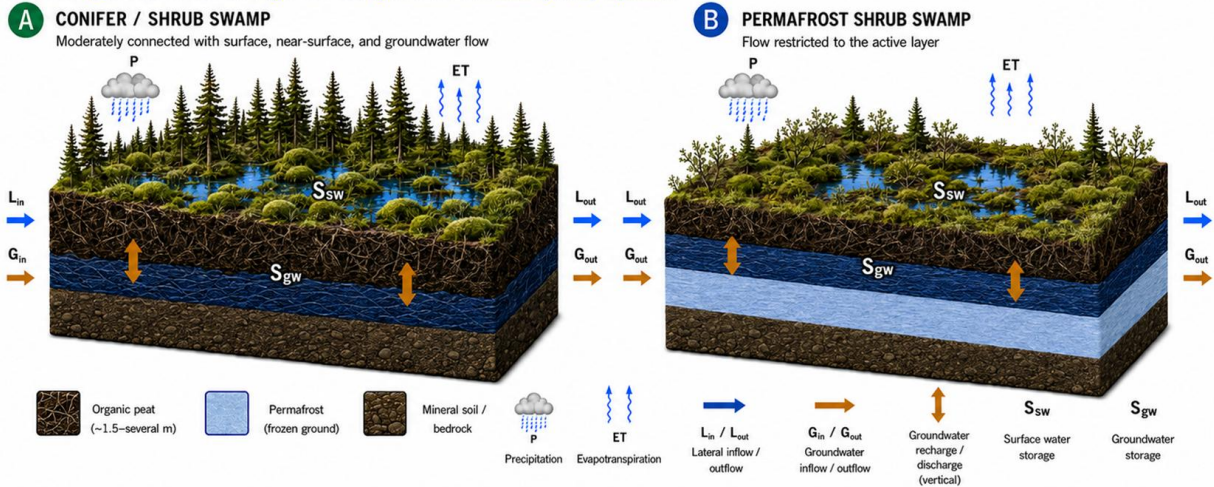 A CONIFER / SHRUB SWAMP
Moderately connected with surface, near-surface, and groundwater flow
P
ET
Ssw
Lin
Gin
Sgw
Lout
Gout
B PERMAFROST SHRUB SWAMP
Flow restricted to the active layer
P
ET
Ssw
Lout
Gout
Sgw
Lout
Gout
Organic peat
(~1.5–several m)
Permafrost
(frozen ground)
Mineral soil /
bedrock
P
Precipitation
ET
Evapotranspiration
Lin / Lout
Lateral inflow /
outflow
Gin / Gout
Groundwater
inflow / outflow
Groundwater
recharge /
discharge
(vertical)
Ssw
Surface water
storage
Sgw
Groundwater
storage